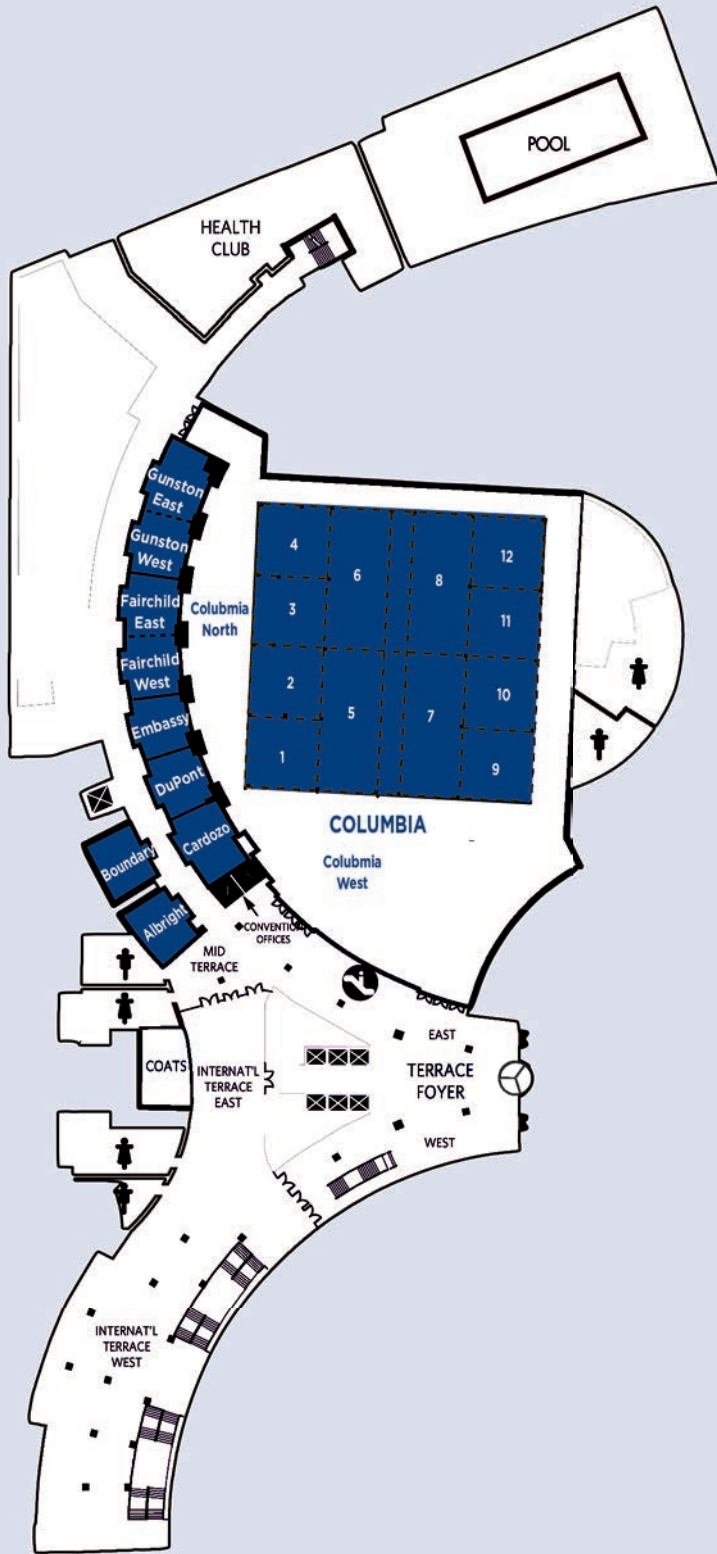 POOL
HEALTH
CLUB
Gunston
East
Gunston
West
Fairchild
East
Fairchild
West
Embassy
DuPont
Cardozo
Boundary
Albright
Colubmia
North
4
6
8
12
3
11
2
5
7
10
1
9
COLUMBIA
Colubmia
West
CONVENTION
OFFICES
MID
TERRACE
EAST
TERRACE
FOYER
WEST
COATS
INTERNAT'L
TERRACE
EAST
INTERNAT'L
TERRACE
WEST